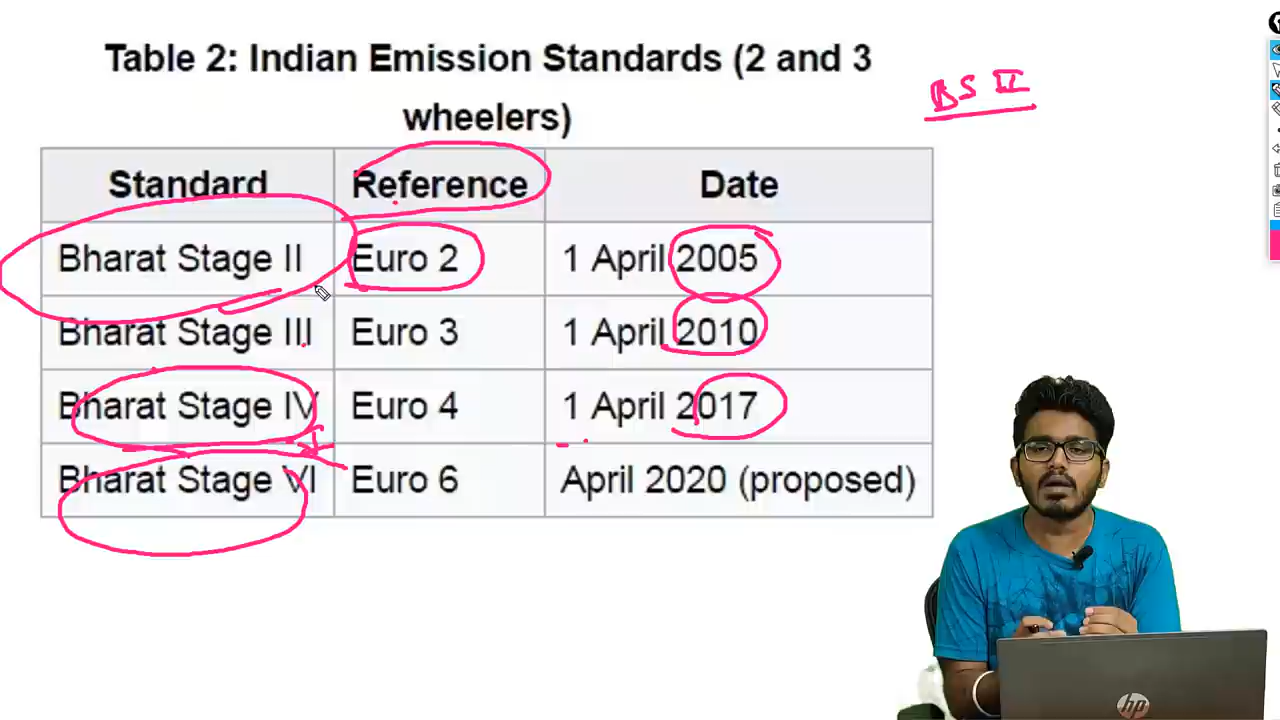 Table 2: Indian Emission Standards (2 and 3
wheelers)
BS II
Standard Reference Date
Bharat Stage II Euro 2 1 April 2005
Bharat Stage III Euro 3 1 April 2010
Bharat Stage IV Euro 4 1 April 2017
Bharat Stage VI Euro 6 April 2020 (proposed)
hp